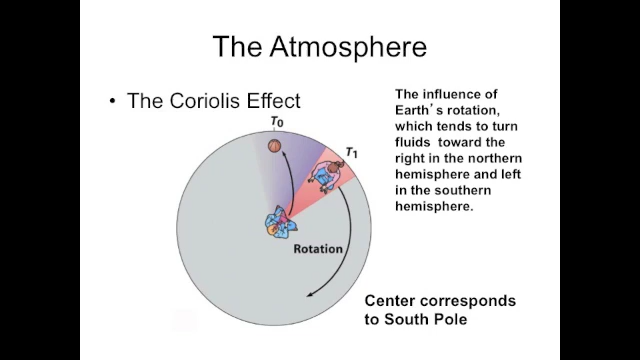 The Atmosphere
• The Coriolis Effect
The influence of
Earth's rotation,
which tends to turn
fluids toward the
right in the northern
hemisphere and left
in the southern
hemisphere.
T0
T1
Rotation
Center corresponds
to South Pole